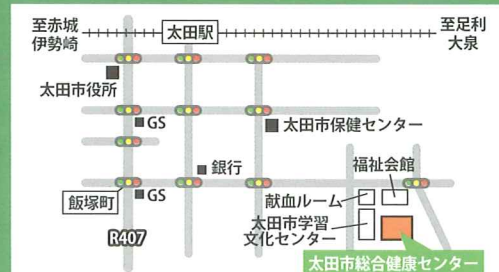 至赤城
伊勢崎
太田駅
至足利
大泉
太田市役所
GS
太田市保健センター
銀行
福祉会館
飯塚町
GS
献血ルーム
R407
太田市学習
文化センター
太田市総合健康センター